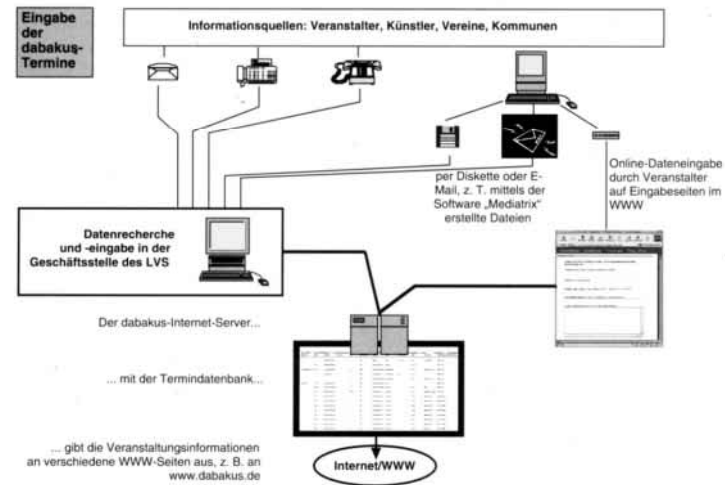 Eingabe
der
dabakus-
Termine
Informationsquellen: Veranstalter, Künstler, Vereine, Kommunen
per Diskette oder E-
Mail, z. T. mittels der
Software „Mediatrix"
erstellte Dateien
Online-Dateneingabe
durch Veranstalter
auf Eingabeseiten im
WWW
Datenrecherche
und -eingabe in der
Geschäftsstelle des LVS
Der dabakus-Internet-Server...
... mit der Termindatenbank...
... gibt die Veranstaltungsinformationen
an verschiedene WWW-Seiten aus, z. B. an
www.dabakus.de
Internet/WWW